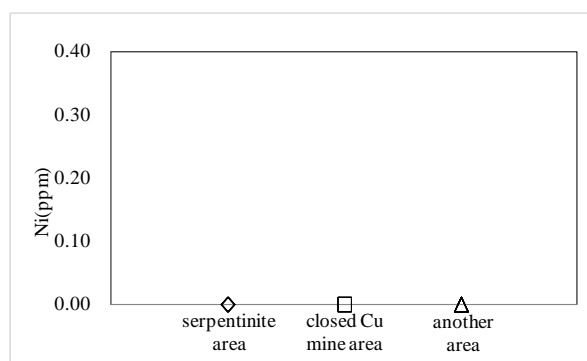 0.40
0.30
0.20
0.10
0.00
Ni(ppm)
serpentinite
area
closed Cu
mine area
another
area